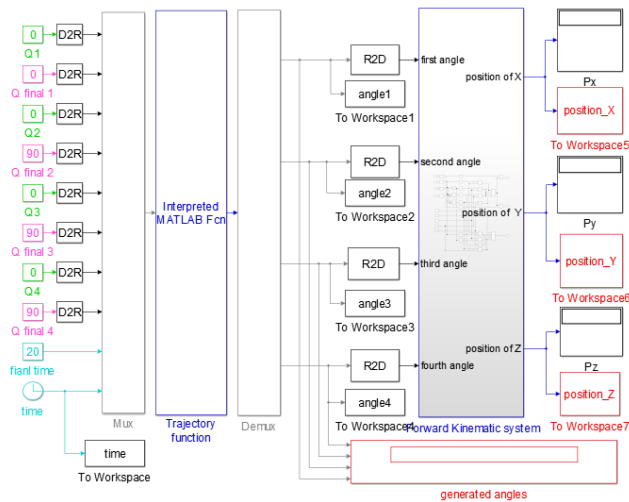 0
D2R
Q1
0
D2R
Q final 1
0
D2R
Q2
90
D2R
Q final 2
0
D2R
Q3
90
D2R
Q final 3
0
D2R
Q4
90
D2R
Q final 4
20
fianl time
time
time
To Workspace
Mux
Interpreted
MATLAB Fcn
Trajectory
function
Demux
R2D
angle1
To Workspace1
R2D
angle2
To Workspace2
R2D
angle3
To Workspace3
R2D
angle4
To Workspace4
first angle
second angle
third angle
fourth angle
position of X
position of Y
position of Z
Forward Kinematic system
Px
position_X
To Workspace5
Py
position_Y
To Workspace6
Pz
position_Z
To Workspace7
generated angles